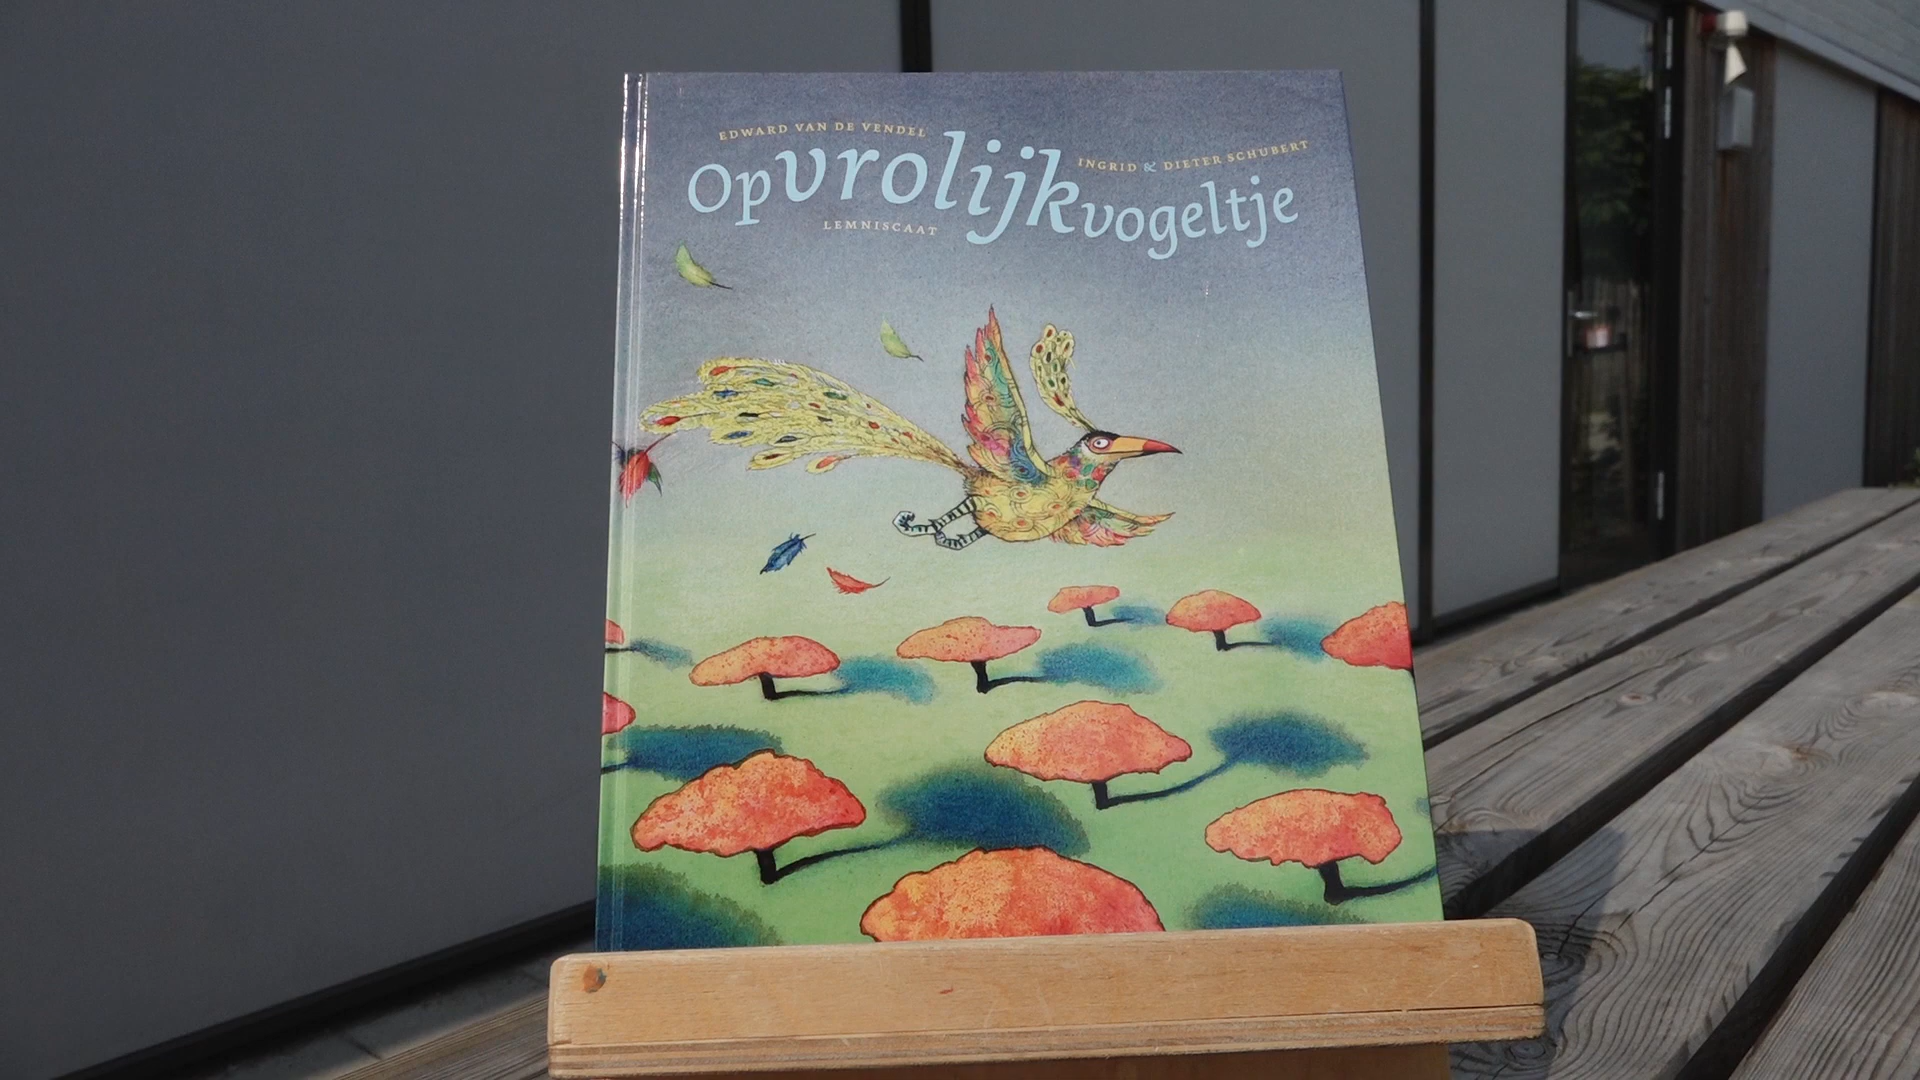 EDWARD VAN DE VENDEL
INGRID & DIETER SCHUBERT
Opvrolijkvogeltje
LEMNISCAAT